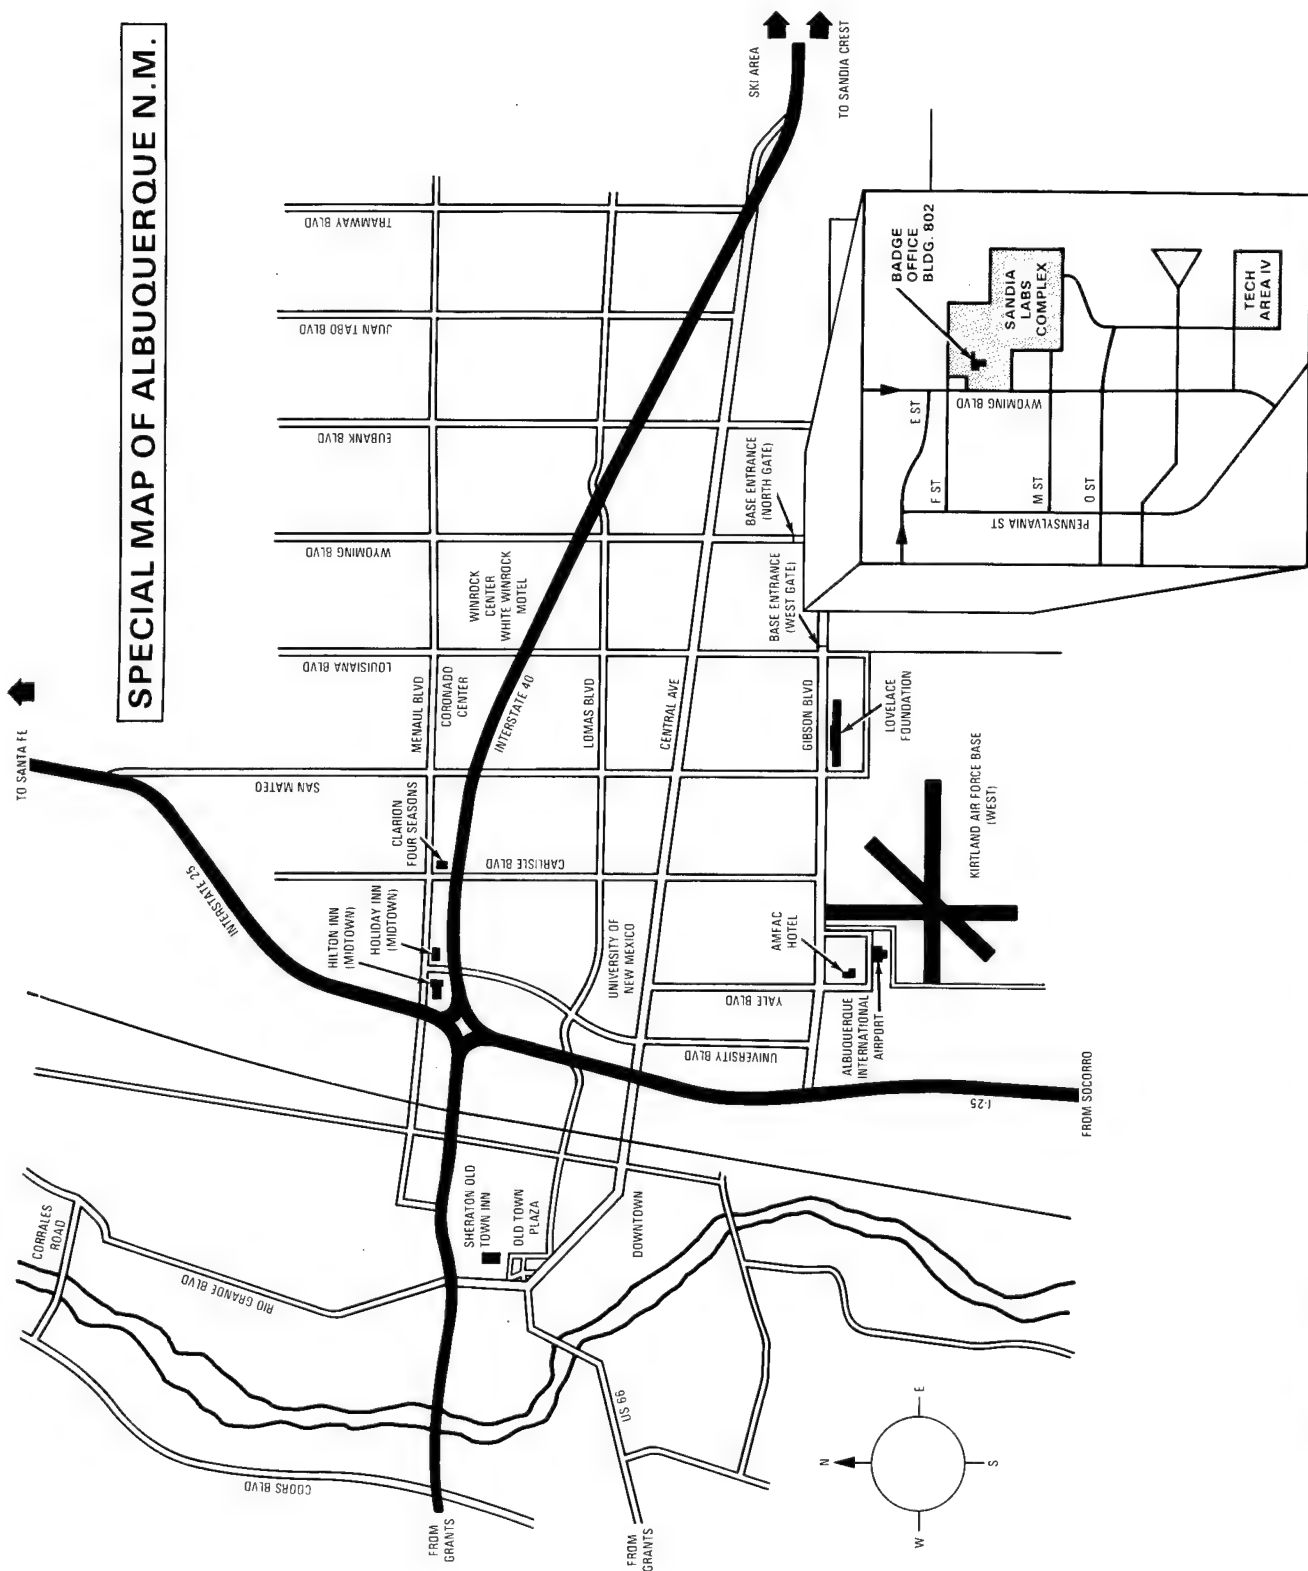 SPECIAL MAP OF ALBUQUERQUE N.M.
TO SANTA FE
INTERSTATE 25
SAN MATEO
LOUISIANA BLVD
WYOMING BLVD
EUBANK BLVD
JUAN TABO BLVD
TRAMWAY BLVD
SKI AREA
TO SANDIA CREST
CORRALES
ROAD
RIO GRANDE BLVD
COORS BLVD
FROM
GRANTS
HILTON INN
(MIDTOWN)
HOLIDAY INN
(MIDTOWN)
CLARION
FOUR SEASONS
CARLISLE BLVD
MENAUL BLVD
CORONADO
CENTER
WINROCK
CENTER
WHITE WINROCK
MOTEL
INTERSTATE 40
LOMAS BLVD
CENTRAL AVE
SHERATON OLD
TOWN INN
OLD TOWN
PLAZA
DOWNTOWN
US 66
FROM
GRANTS
UNIVERSITY OF
NEW MEXICO
UNIVERSITY BLVD
YALE BLVD
AMFAC
HOTEL
ALBUQUERQUE
INTERNATIONAL
AIRPORT
GIBSON BLVD
BASE ENTRANCE
(WEST GATE)
BASE ENTRANCE
(NORTH GATE)
LOVELACE
FOUNDATION
KIRTLAND AIR FORCE BASE
(WEST)
I-25
FROM SOCORRO
BADGE
OFFICE
BLDG. 802
SANDIA
LABS
COMPLEX
TECH
AREA IV
WYOMING BLVD
E ST
F ST
M ST
O ST
PENNSYLVANIA ST
N
E
S
W